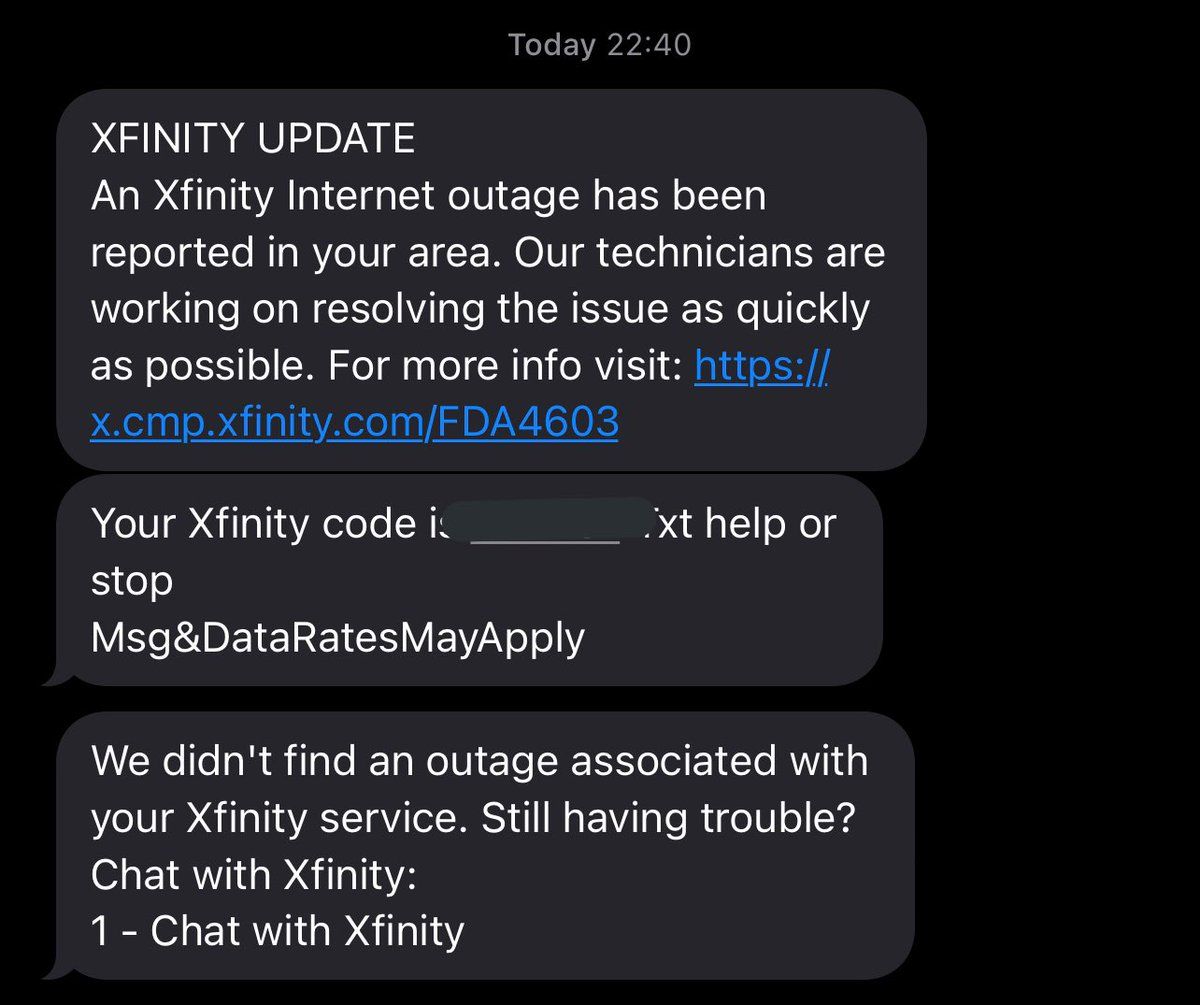 Today 22:40
XFINITY UPDATE
An Xfinity Internet outage has been
reported in your area. Our technicians are
working on resolving the issue as quickly
as possible. For more info visit: https://
x.cmp.xfinity.com/FDA4603
Your Xfinity code is Txt help or
stop
Msg&DataRatesMayApply
We didn't find an outage associated with
your Xfinity service. Still having trouble?
Chat with Xfinity:
1 - Chat with Xfinity